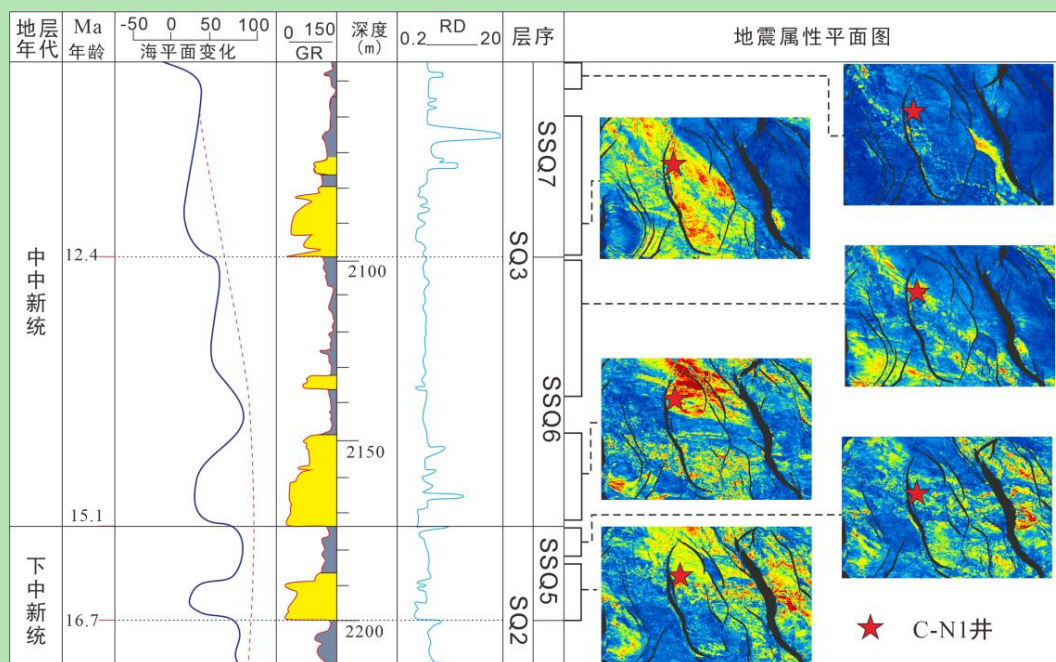 地层年代
Ma
年龄
-50 0 50 100
海平面变化
0 150
GR
深度
(m)
RD
0.2 20
层序
地震属性平面图
中中新统
下中新统
12.4
15.1
16.7
2100
2150
2200
SSQ7
SQ3
SSQ6
SSQ5
SQ2
C-N1井